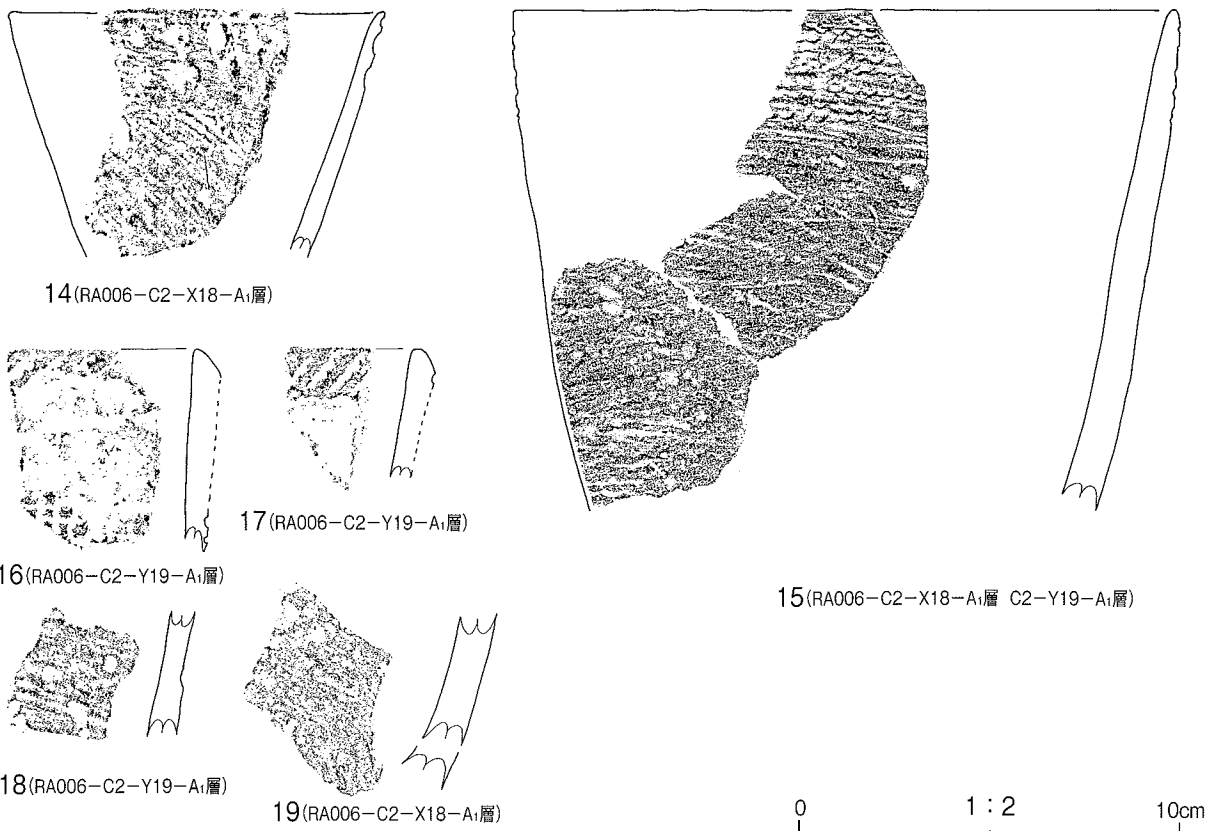 14(RA006-C2-X18-A₁層)
16(RA006-C2-Y19-A₁層)
17(RA006-C2-Y19-A₁層)
15(RA006-C2-X18-A₁層 C2-Y19-A₁層)
18(RA006-C2-Y19-A₁層)
19(RA006-C2-X18-A₁層)
0 1:2 10cm